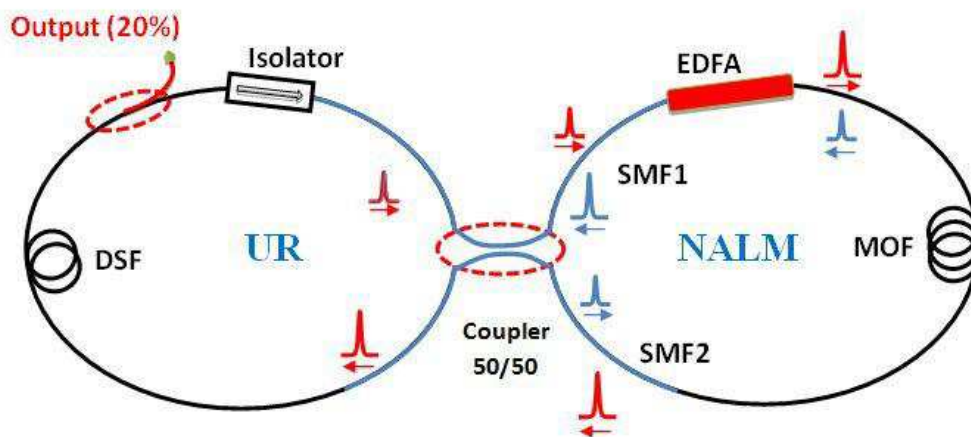 Output (20%)
Isolator
EDFA
SMF1
DSF
UR
NALM
MOF
Coupler
50/50
SMF2